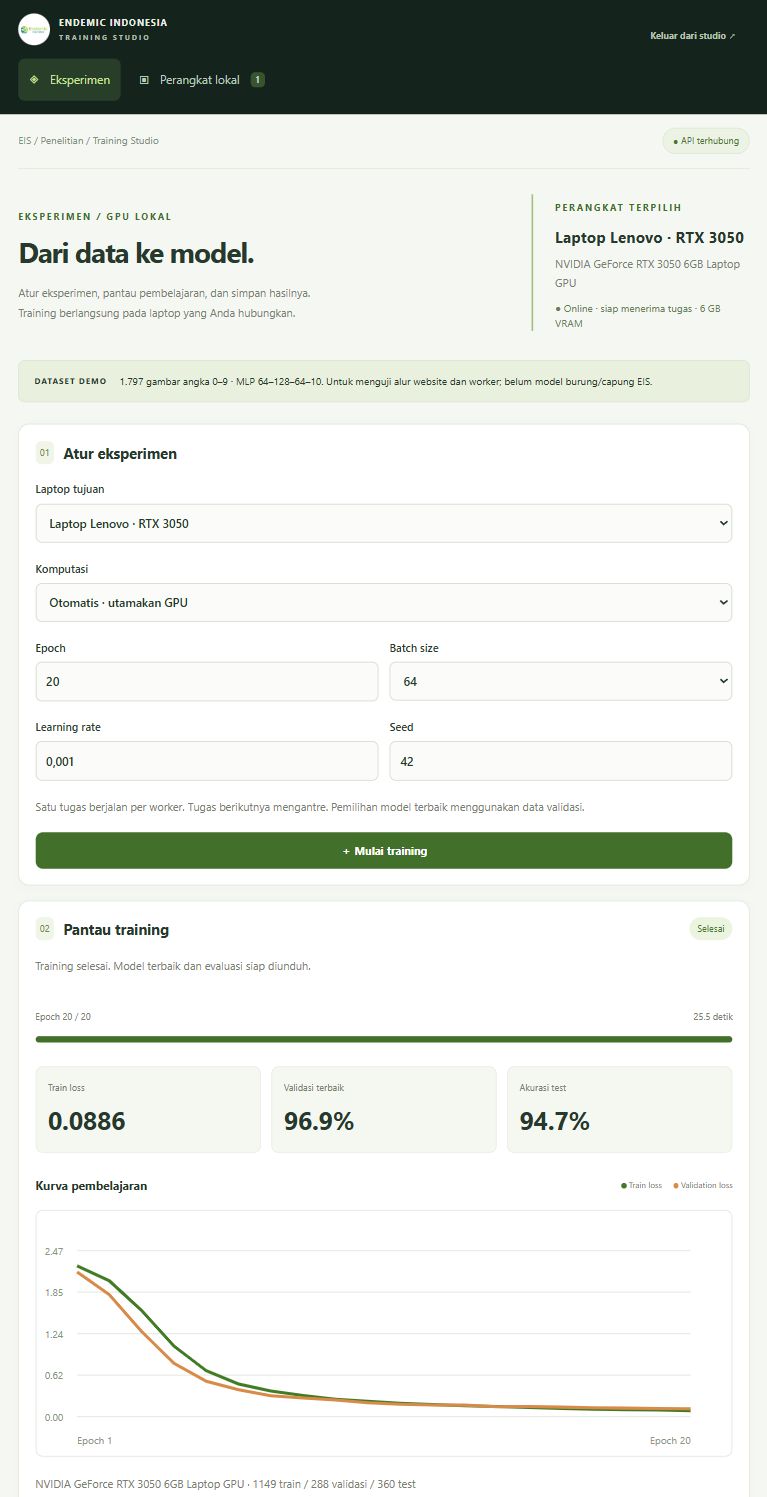 ENDEMIC INDONESIA
TRAINING STUDIO
Keluar dari studio ↗
Eksperimen
Perangkat lokal 1
EIS / Penelitian / Training Studio
● API terhubung
EKSPERIMEN / GPU LOKAL
Dari data ke model.
Atur eksperimen, pantau pembelajaran, dan simpan hasilnya.
Training berlangsung pada laptop yang Anda hubungkan.
PERANGKAT TERPILIH
Laptop Lenovo · RTX 3050
NVIDIA GeForce RTX 3050 6GB Laptop
GPU
● Online · siap menerima tugas · 6 GB
VRAM
DATASET DEMO 1.797 gambar angka 0–9 · MLP 64–128–64–10. Untuk menguji alur website dan worker; belum model burung/capung EIS.
01 Atur eksperimen
Laptop tujuan
Laptop Lenovo · RTX 3050
Komputasi
Otomatis · utamakan GPU
Epoch
20
Batch size
64
Learning rate
0,001
Seed
42
Satu tugas berjalan per worker. Tugas berikutnya mengantre. Pemilihan model terbaik menggunakan data validasi.
+ Mulai training
02 Pantau training
Selesai
Training selesai. Model terbaik dan evaluasi siap diunduh.
Epoch 20 / 20
25.5 detik
Train loss
0.0886
Validasi terbaik
96.9%
Akurasi test
94.7%
Kurva pembelajaran
● Train loss ● Validation loss
2.47
1.85
1.24
0.62
0.00
Epoch 1
Epoch 20
NVIDIA GeForce RTX 3050 6GB Laptop GPU · 1149 train / 288 validasi / 360 test